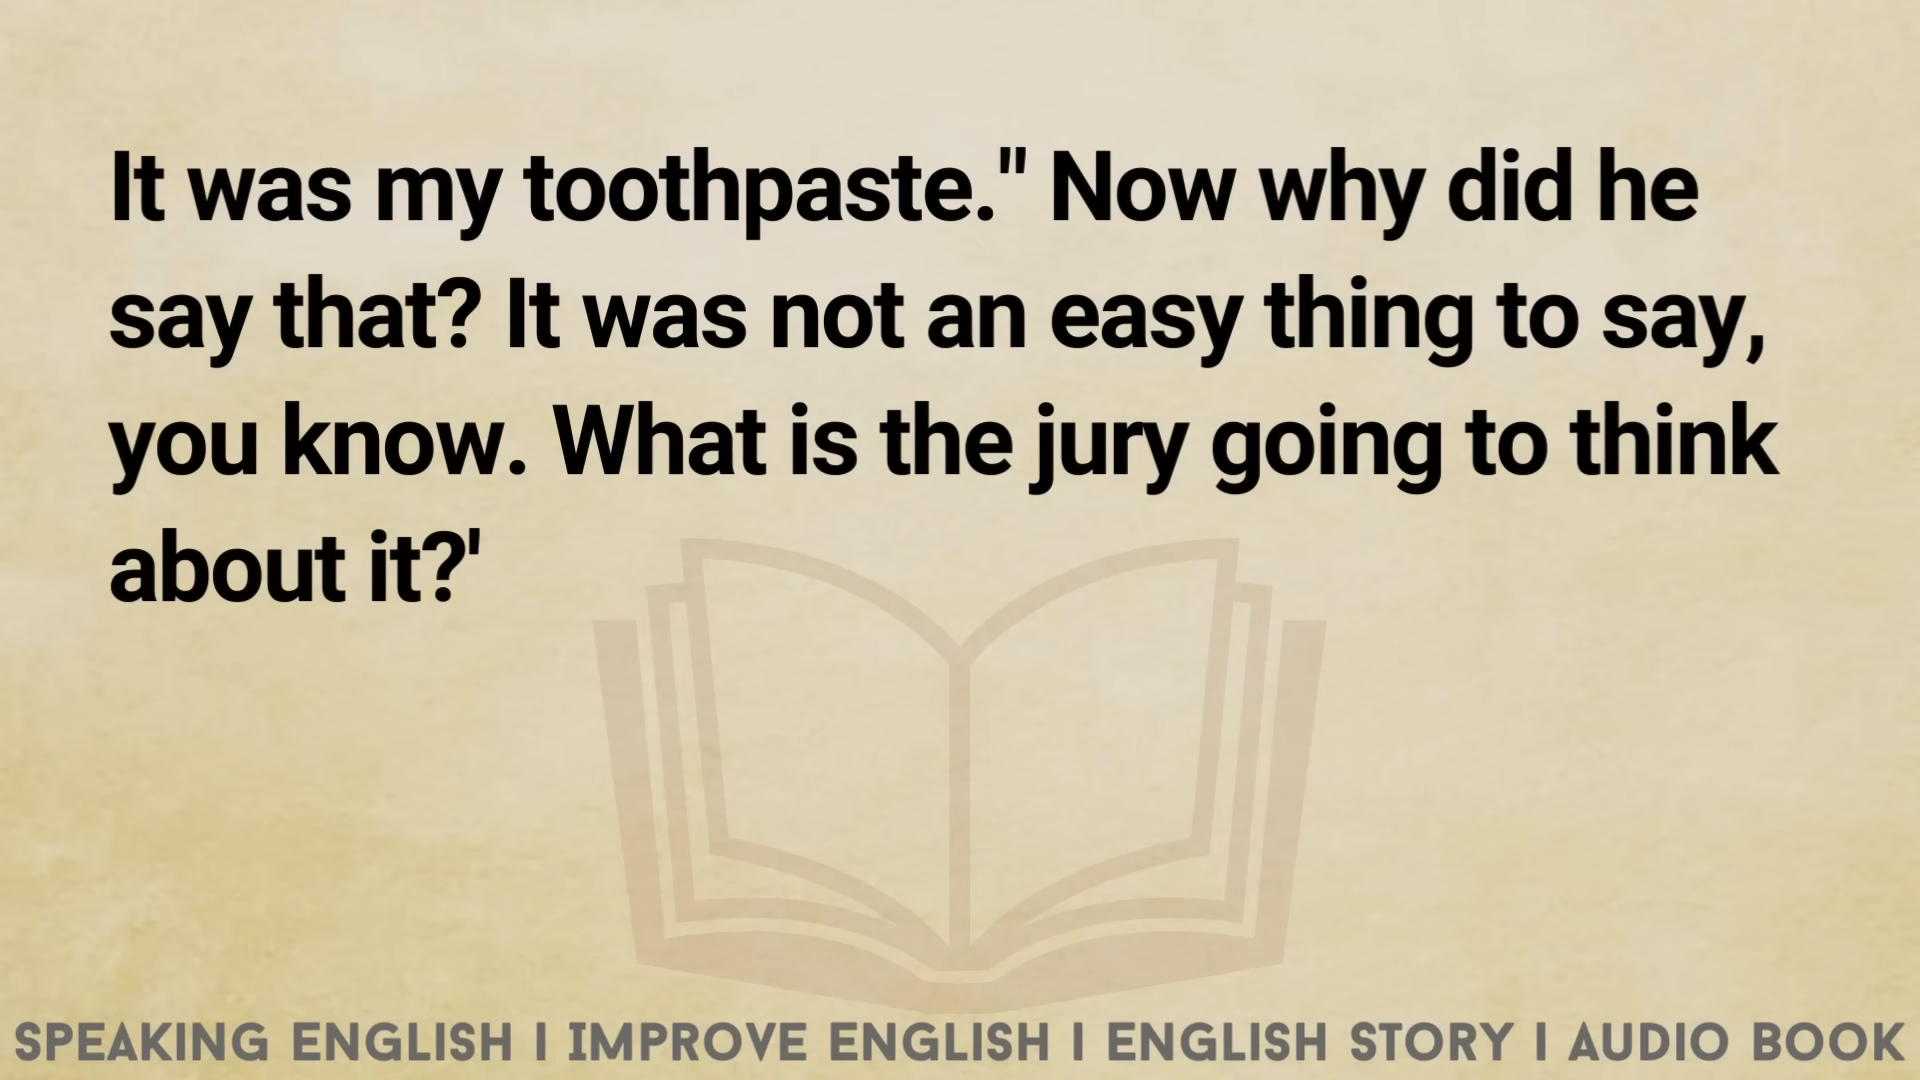 It was my toothpaste." Now why did he
say that? It was not an easy thing to say,
you know. What is the jury going to think
about it?'
SPEAKING ENGLISH I IMPROVE ENGLISH I ENGLISH STORY I AUDIO BOOK